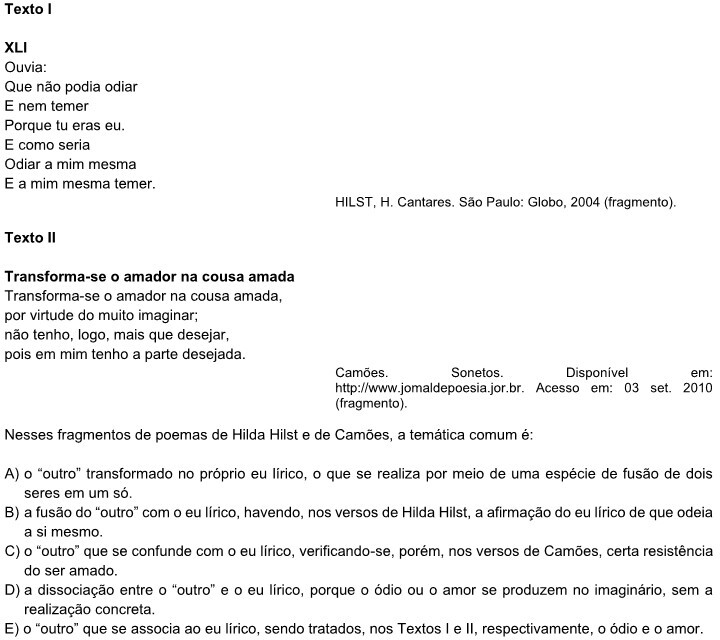 Texto I
XLI
Ouvia:
Que não podia odiar
E nem temer
Porque tu eras eu.
E como seria
Odiar a mim mesma
E a mim mesma temer.
HILST, H. Cantares. São Paulo: Globo, 2004 (fragmento).
Texto II
Transforma-se o amador na cousa amada
Transforma-se o amador na cousa amada,
por virtude do muito imaginar;
não tenho, logo, mais que desejar,
pois em mim tenho a parte desejada.
Camões. Sonetos. Disponível em:
http://www.jornaldepoesia.jor.br. Acesso em: 03 set. 2010
(fragmento).
Nesses fragmentos de poemas de Hilda Hilst e de Camões, a temática comum é:
A) o “outro” transformado no próprio eu lírico, o que se realiza por meio de uma espécie de fusão de dois
seres em um só.
B) a fusão do “outro” com o eu lírico, havendo, nos versos de Hilda Hilst, a afirmação do eu lírico de que odeia
a si mesmo.
C) o “outro” que se confunde com o eu lírico, verificando-se, porém, nos versos de Camões, certa resistência
do ser amado.
D) a dissociação entre o “outro” e o eu lírico, porque o ódio ou o amor se produzem no imaginário, sem a
realização concreta.
E) o “outro” que se associa ao eu lírico, sendo tratados, nos Textos I e II, respectivamente, o ódio e o amor.